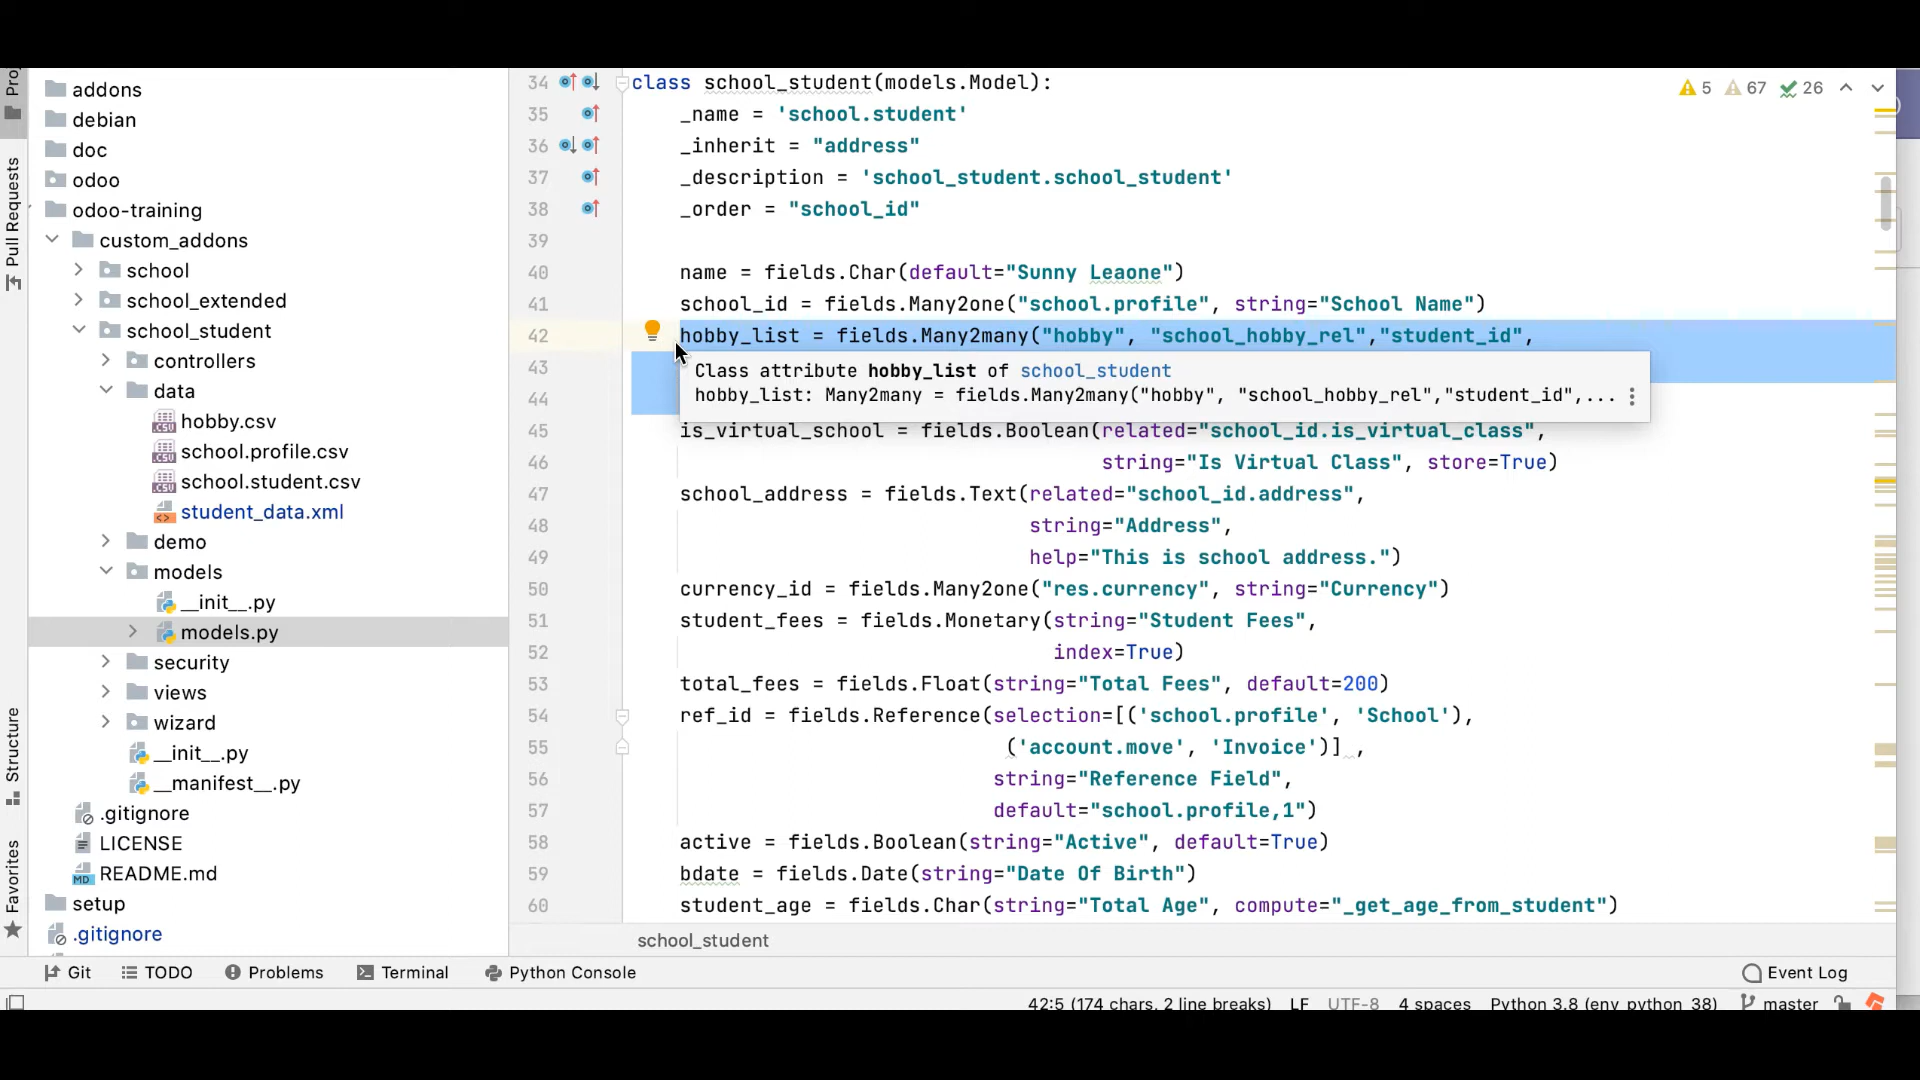 addons
debian
doc
odoo
odoo-training
custom_addons
school
school_extended
school_student
controllers
data
hobby.csv
school.profile.csv
school.student.csv
student_data.xml
demo
models
__init__.py
models.py
security
views
wizard
__init__.py
__manifest__.py
.gitignore
LICENSE
README.md
setup
.gitignore
Pull Requests
Structure
Favorites
34 class school_student(models.Model):
35 _name = 'school.student'
36 _inherit = "address"
37 _description = 'school_student.school_student'
38 _order = "school_id"
39
40 name = fields.Char(default="Sunny Leaone")
41 school_id = fields.Many2one("school.profile", string="School Name")
42 hobby_list = fields.Many2many("hobby", "school_hobby_rel","student_id",
43
44
Class attribute hobby_list of school_student
hobby_list: Many2many = fields.Many2many("hobby", "school_hobby_rel","student_id",...
45 is_virtual_school = fields.Boolean(related="school_id.is_virtual_class",
46 string="Is Virtual Class", store=True)
47 school_address = fields.Text(related="school_id.address",
48 string="Address",
49 help="This is school address.")
50 currency_id = fields.Many2one("res.currency", string="Currency")
51 student_fees = fields.Monetary(string="Student Fees",
52 index=True)
53 total_fees = fields.Float(string="Total Fees", default=200)
54 ref_id = fields.Reference(selection=[('school.profile', 'School'),
55 ('account.move', 'Invoice')] ,
56 string="Reference Field",
57 default="school.profile,1")
58 active = fields.Boolean(string="Active", default=True)
59 bdate = fields.Date(string="Date Of Birth")
60 student_age = fields.Char(string="Total Age", compute="_get_age_from_student")
5 67 26
school_student
Git TODO Problems Terminal Python Console Event Log
42:5 (174 chars, 2 line breaks) LF UTF-8 4 spaces Python 3.8 (env_python_38) master